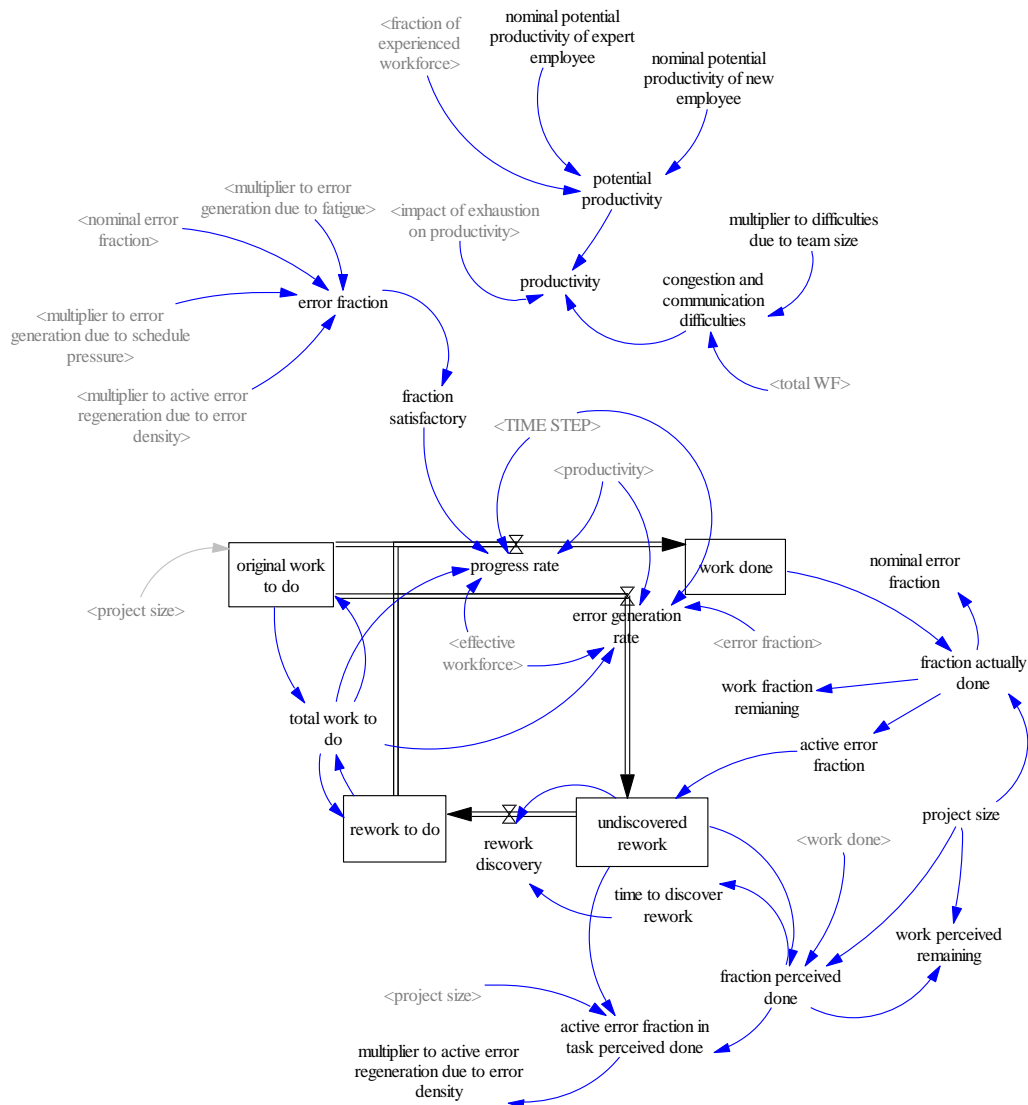 <fraction of
experienced
workforce>
nominal potential
productivity of expert
employee
nominal potential
productivity of new
employee
potential
productivity
<multiplier to error
generation due to fatigue>
<nominal error
fraction>
<impact of exhaustion
on productivity>
multiplier to difficulties
due to team size
productivity
congestion and
communication
difficulties
error fraction
<multiplier to error
generation due to schedule
pressure>
<total WF>
<multiplier to active error
regeneration due to error
density>
fraction
satisfactory
<TIME STEP>
<productivity>
original work
to do
progress rate
work done
nominal error
fraction
<project size>
error generation
rate
<effective
workforce>
<error fraction>
fraction actually
done
work fraction
remianing
total work to
do
active error
fraction
rework to do
undiscovered
rework
project size
rework
discovery
<work done>
time to discover
rework
work perceived
remaining
fraction perceived
done
<project size>
active error fraction in
task perceived done
multiplier to active error
regeneration due to error
density